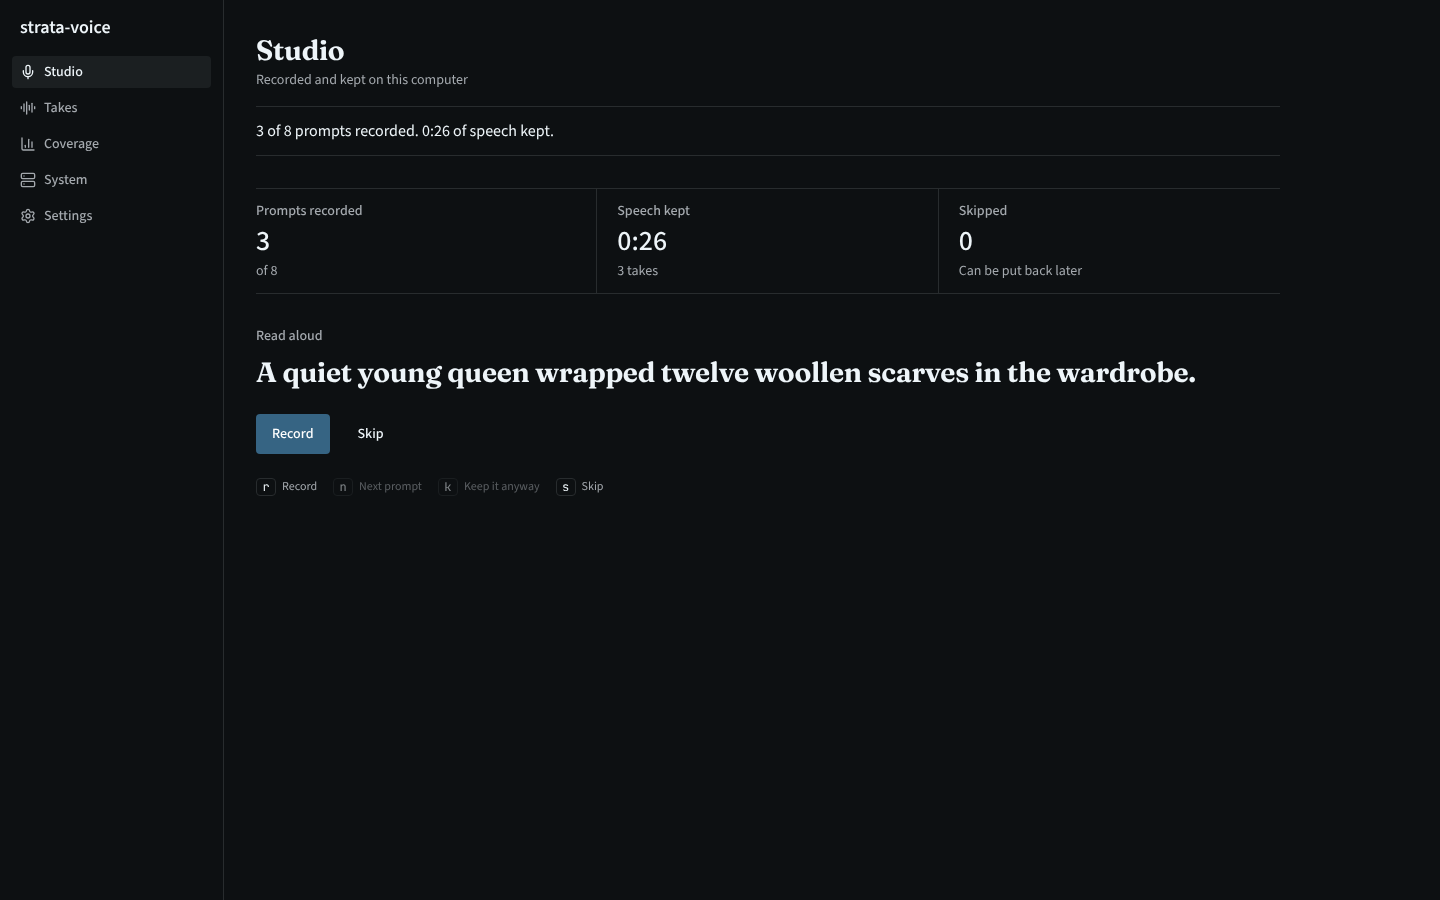 strata-voice
Studio
Takes
Coverage
System
Settings
Studio
Recorded and kept on this computer
3 of 8 prompts recorded. 0:26 of speech kept.
Prompts recorded
3
of 8
Speech kept
0:26
3 takes
Skipped
0
Can be put back later
Read aloud
A quiet young queen wrapped twelve woollen scarves in the wardrobe.
Record Skip
r Record n Next prompt k Keep it anyway s Skip